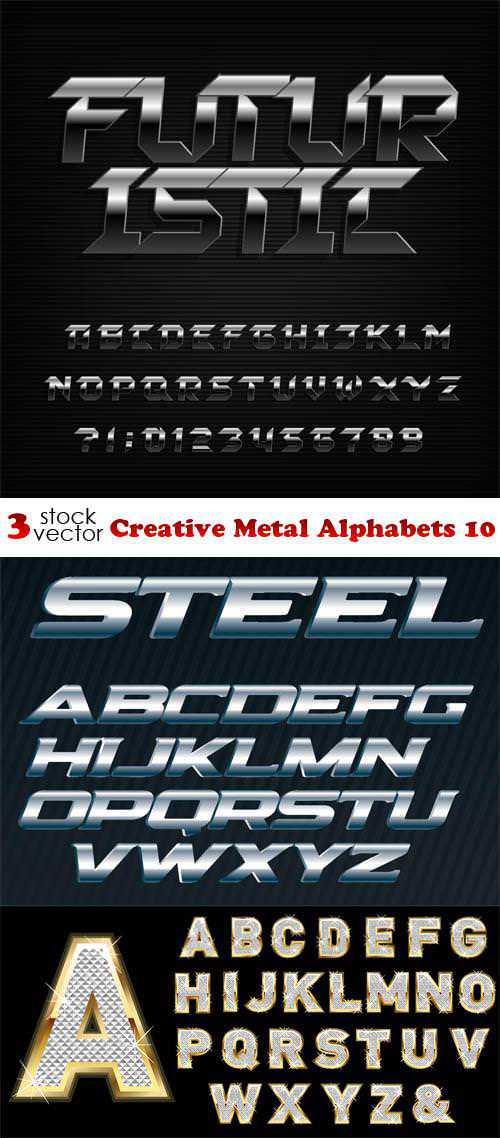 FUTUR
ISTIC
ABCDEFGHIJKLM
NOPQRSTUVWXYZ
?!:0123456789
3 stock vector Creative Metal Alphabets 10
STEEL
ABCDEFG
HIJKLMN
OPQRSTU
VWXYZ
A
ABCDEFG
HIJKLMNO
PQRSTUV
WXYZ&